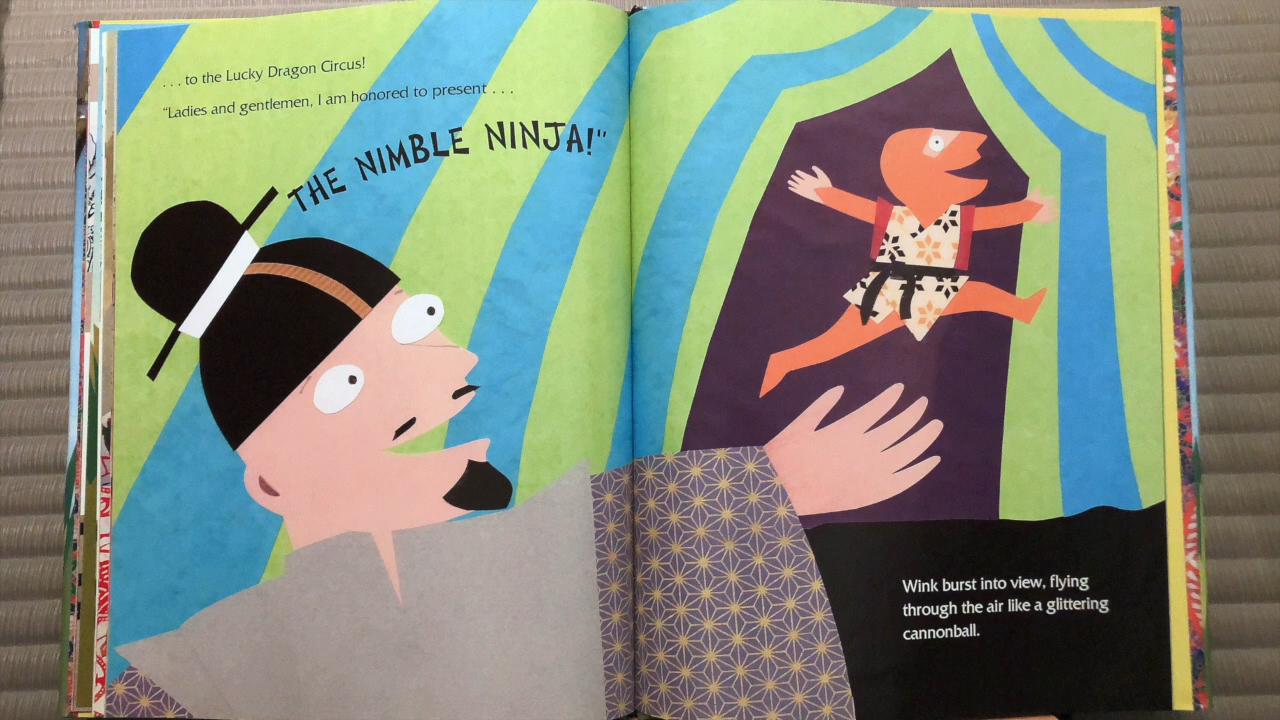 . . . to the Lucky Dragon Circus!
“Ladies and gentlemen, I am honored to present . . .
THE NIMBLE NINJA!”
Wink burst into view, flying
through the air like a glittering
cannonball.